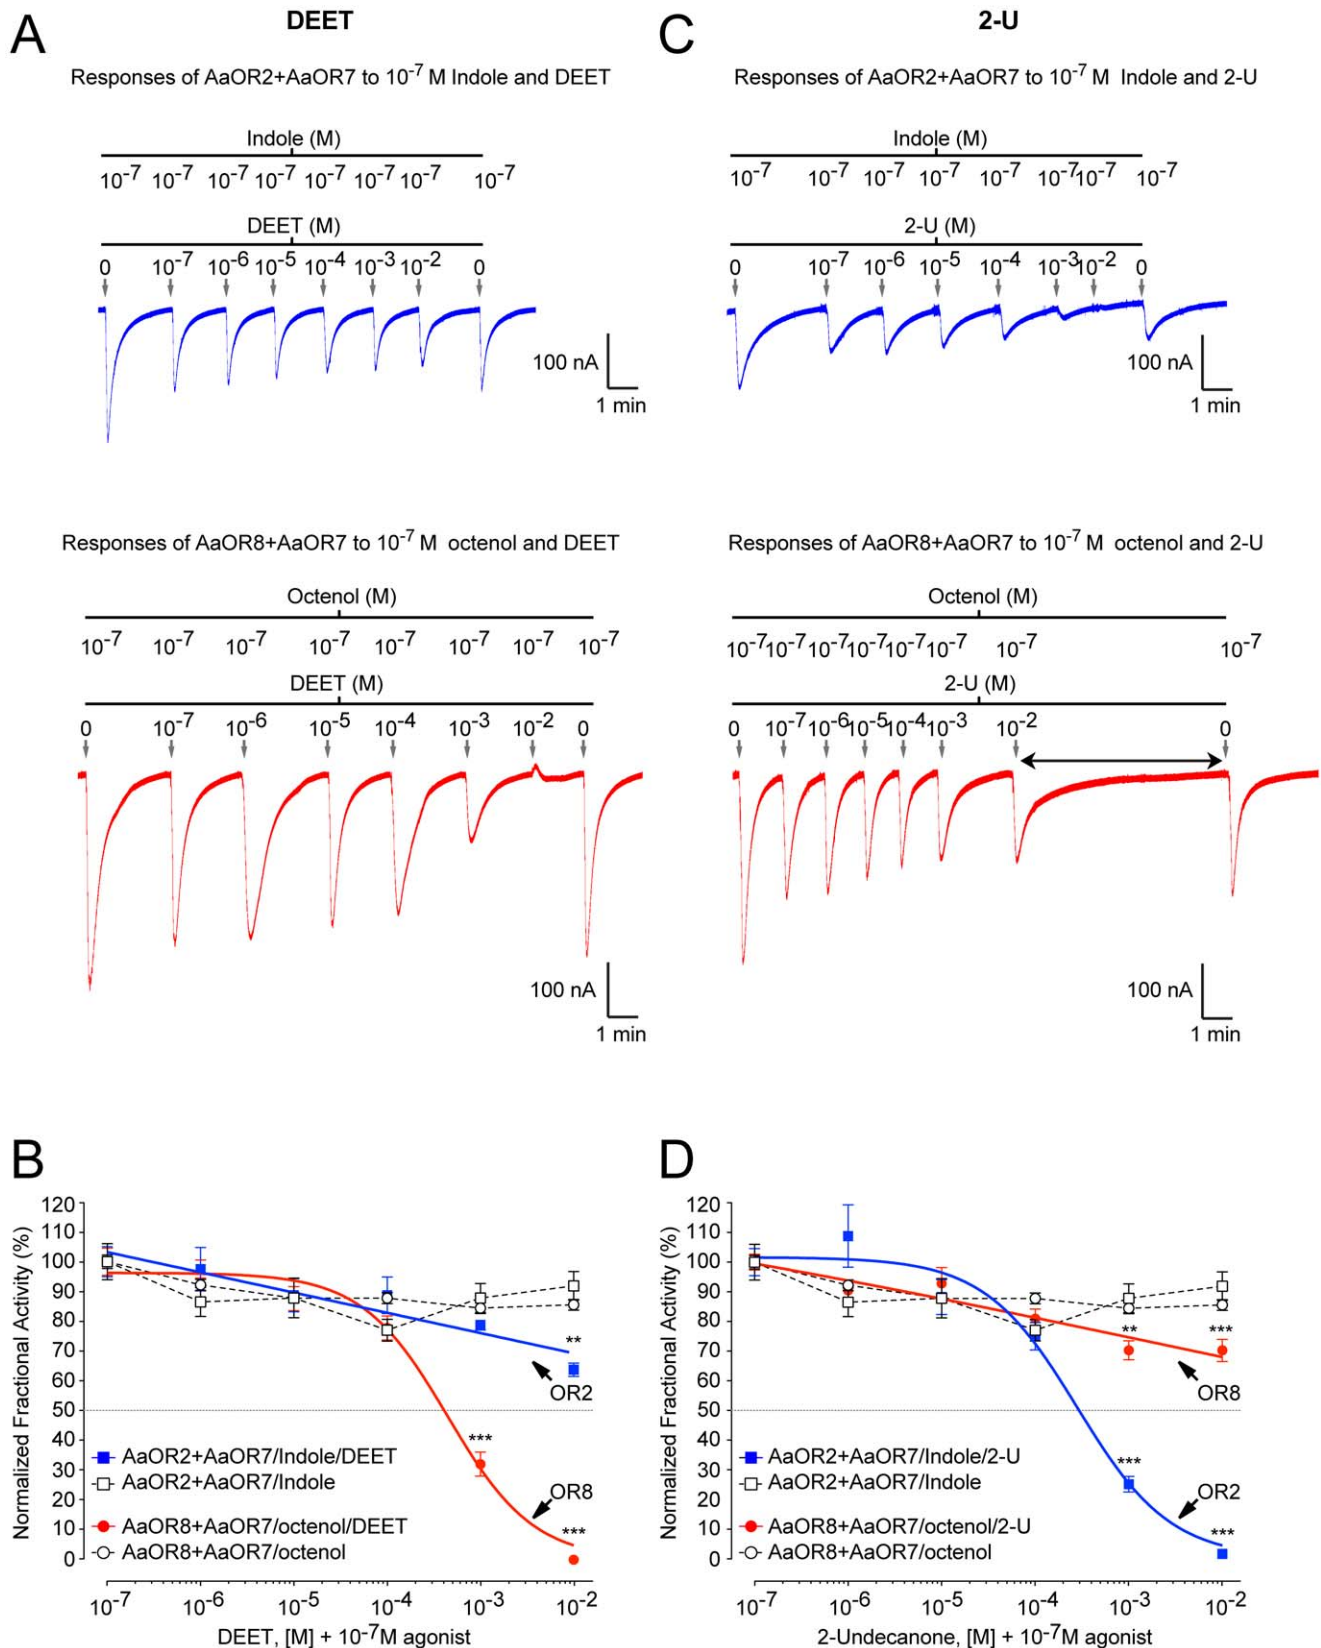 A
DEET
Responses of AaOR2+AaOR7 to 10⁻⁷ M Indole and DEET
Indole (M)
10⁻⁷ 10⁻⁷ 10⁻⁷ 10⁻⁷ 10⁻⁷ 10⁻⁷ 10⁻⁷ 10⁻⁷
DEET (M)
0 10⁻⁷ 10⁻⁶ 10⁻⁵ 10⁻⁴ 10⁻³ 10⁻² 0
100 nA
1 min
Responses of AaOR8+AaOR7 to 10⁻⁷ M octenol and DEET
Octenol (M)
10⁻⁷ 10⁻⁷ 10⁻⁷ 10⁻⁷ 10⁻⁷ 10⁻⁷ 10⁻⁷ 10⁻⁷
DEET (M)
0 10⁻⁷ 10⁻⁶ 10⁻⁵ 10⁻⁴ 10⁻³ 10⁻² 0
100 nA
1 min
C
2-U
Responses of AaOR2+AaOR7 to 10⁻⁷ M Indole and 2-U
Indole (M)
10⁻⁷ 10⁻⁷ 10⁻⁷ 10⁻⁷ 10⁻⁷ 10⁻⁷ 10⁻⁷ 10⁻⁷
2-U (M)
0 10⁻⁷ 10⁻⁶ 10⁻⁵ 10⁻⁴ 10⁻³ 10⁻² 0
100 nA
1 min
Responses of AaOR8+AaOR7 to 10⁻⁷ M octenol and 2-U
Octenol (M)
10⁻⁷ 10⁻⁷ 10⁻⁷ 10⁻⁷ 10⁻⁷ 10⁻⁷ 10⁻⁷ 10⁻⁷
2-U (M)
0 10⁻⁷ 10⁻⁶ 10⁻⁵ 10⁻⁴ 10⁻³ 10⁻² 0
100 nA
1 min
B
Normalized Fractional Activity (%)
120
110
100
90
80
70
60
50
40
30
20
10
0
**
OR2
***
OR8
***
AaOR2+AaOR7/Indole/DEET
AaOR2+AaOR7/Indole
AaOR8+AaOR7/octenol/DEET
AaOR8+AaOR7/octenol
10⁻⁷ 10⁻⁶ 10⁻⁵ 10⁻⁴ 10⁻³ 10⁻²
DEET, [M] + 10⁻⁷M agonist
D
Normalized Fractional Activity (%)
120
110
100
90
80
70
60
50
40
30
20
10
0
** ***
OR8
***
OR2
***
AaOR2+AaOR7/Indole/2-U
AaOR2+AaOR7/Indole
AaOR8+AaOR7/octenol/2-U
AaOR8+AaOR7/octenol
10⁻⁷ 10⁻⁶ 10⁻⁵ 10⁻⁴ 10⁻³ 10⁻²
2-Undecanone, [M] + 10⁻⁷M agonist